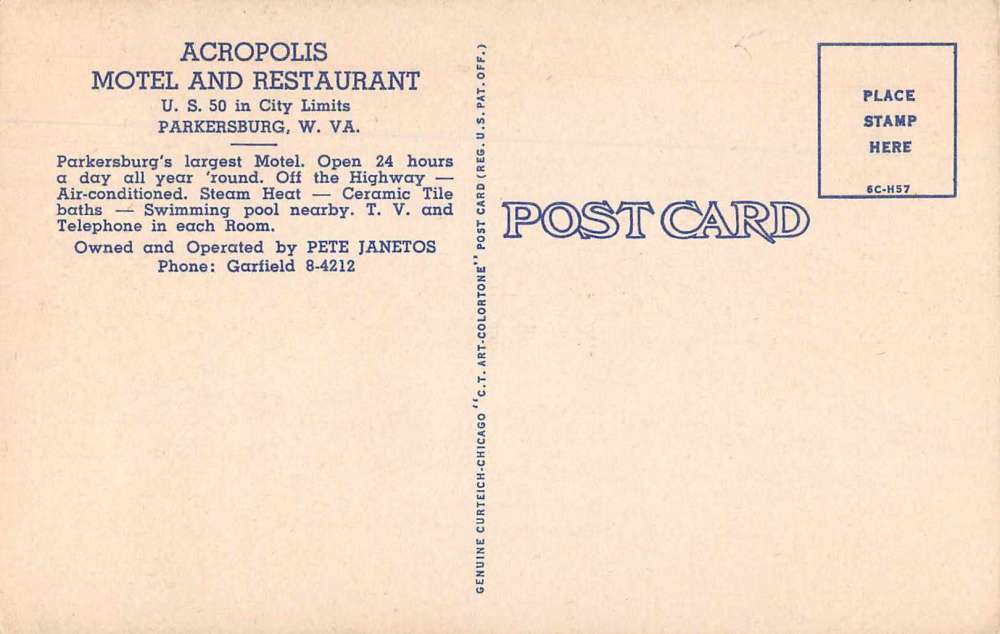 ACROPOLIS
MOTEL AND RESTAURANT
U. S. 50 in City Limits
PARKERSBURG, W. VA.
Parkersburg's largest Motel. Open 24 hours
a day all year 'round. Off the Highway —
Air-conditioned. Steam Heat — Ceramic Tile
baths — Swimming pool nearby. T. V. and
Telephone in each Room.
Owned and Operated by PETE JANETOS
Phone: Garfield 8-4212
GENUINE CURTEICH-CHICAGO "C.T. ART-COLORTONE" POST CARD (REG. U.S. PAT. OFF.)
POST CARD
PLACE
STAMP
HERE
6C-H57